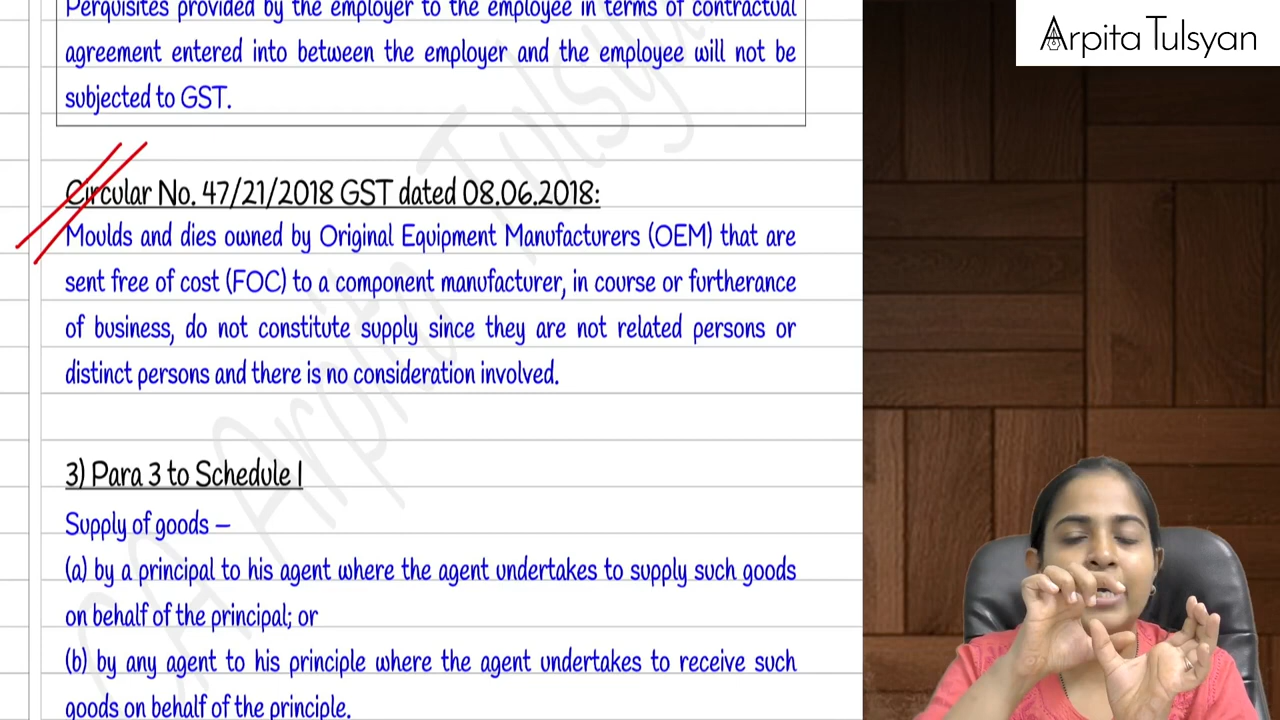 Arpita Tulsyan
Perquisites provided by the employer to the employee in terms of contractual
agreement entered into between the employer and the employee will not be
subjected to GST.
Circular No. 47/21/2018 GST dated 08.06.2018:
Moulds and dies owned by Original Equipment Manufacturers (OEM) that are
sent free of cost (FOC) to a component manufacturer, in course or furtherance
of business, do not constitute supply since they are not related persons or
distinct persons and there is no consideration involved.
3) Para 3 to Schedule I
Supply of goods –
(a) by a principal to his agent where the agent undertakes to supply such goods
on behalf of the principal; or
(b) by any agent to his principle where the agent undertakes to receive such
goods on behalf of the principle.
CA Arpita Tulsyan